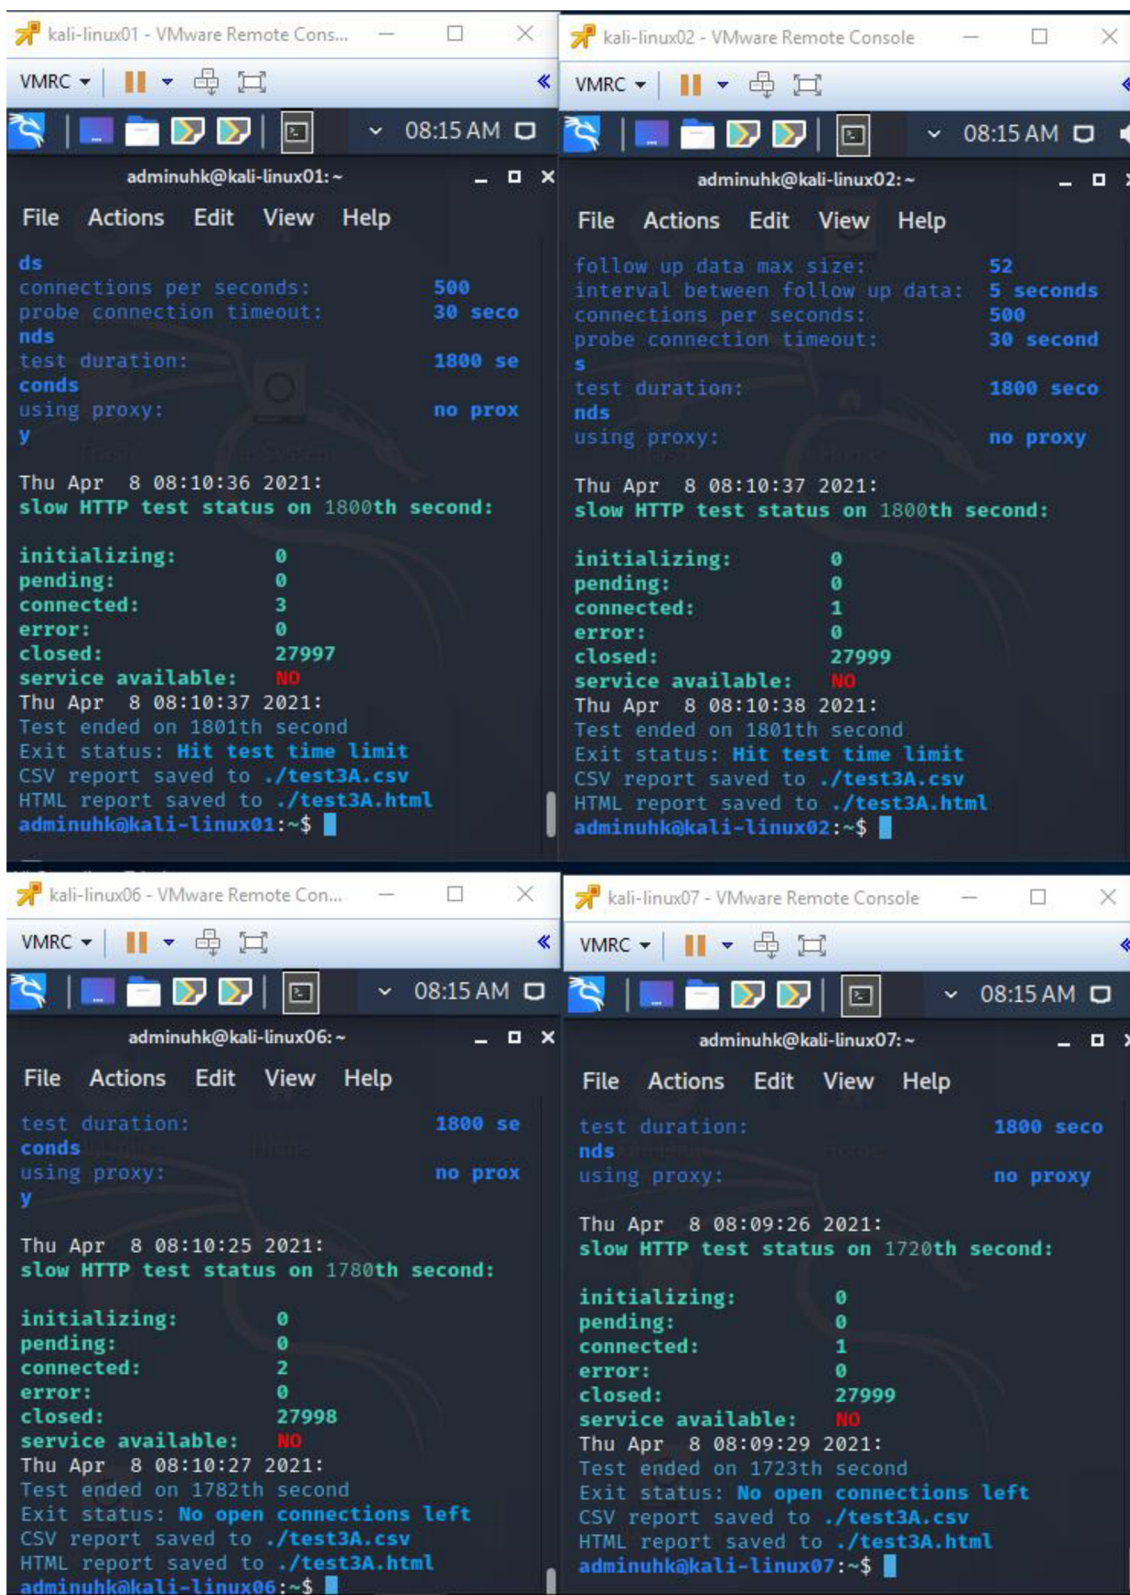 kali-linux01 - VMware Remote Cons...
VMRC
08:15 AM
adminuhk@kali-linux01: ~
File Actions Edit View Help
ds
connections per seconds: 500
probe connection timeout: 30 seco
nds
test duration: 1800 se
conds
using proxy: no prox
y
Thu Apr  8 08:10:36 2021:
slow HTTP test status on 1800th second:
initializing: 0
pending: 0
connected: 3
error: 0
closed: 27997
service available: NO
Thu Apr  8 08:10:37 2021:
Test ended on 1801th second
Exit status: Hit test time limit
CSV report saved to ./test3A.csv
HTML report saved to ./test3A.html
adminuhk@kali-linux01:~$
kali-linux02 - VMware Remote Console
VMRC
08:15 AM
adminuhk@kali-linux02: ~
File Actions Edit View Help
follow up data max size: 52
interval between follow up data: 5 seconds
connections per seconds: 500
probe connection timeout: 30 second
s
test duration: 1800 seco
nds
using proxy: no proxy
Thu Apr  8 08:10:37 2021:
slow HTTP test status on 1800th second:
initializing: 0
pending: 0
connected: 1
error: 0
closed: 27999
service available: NO
Thu Apr  8 08:10:38 2021:
Test ended on 1801th second
Exit status: Hit test time limit
CSV report saved to ./test3A.csv
HTML report saved to ./test3A.html
adminuhk@kali-linux02:~$
kali-linux06 - VMware Remote Con...
VMRC
08:15 AM
adminuhk@kali-linux06: ~
File Actions Edit View Help
test duration: 1800 se
conds
using proxy: no prox
y
Thu Apr  8 08:10:25 2021:
slow HTTP test status on 1780th second:
initializing: 0
pending: 0
connected: 2
error: 0
closed: 27998
service available: NO
Thu Apr  8 08:10:27 2021:
Test ended on 1782th second
Exit status: No open connections left
CSV report saved to ./test3A.csv
HTML report saved to ./test3A.html
adminuhk@kali-linux06:~$
kali-linux07 - VMware Remote Console
VMRC
08:15 AM
adminuhk@kali-linux07: ~
File Actions Edit View Help
test duration: 1800 seco
nds
using proxy: no proxy
Thu Apr  8 08:09:26 2021:
slow HTTP test status on 1720th second:
initializing: 0
pending: 0
connected: 1
error: 0
closed: 27999
service available: NO
Thu Apr  8 08:09:29 2021:
Test ended on 1723th second
Exit status: No open connections left
CSV report saved to ./test3A.csv
HTML report saved to ./test3A.html
adminuhk@kali-linux07:~$